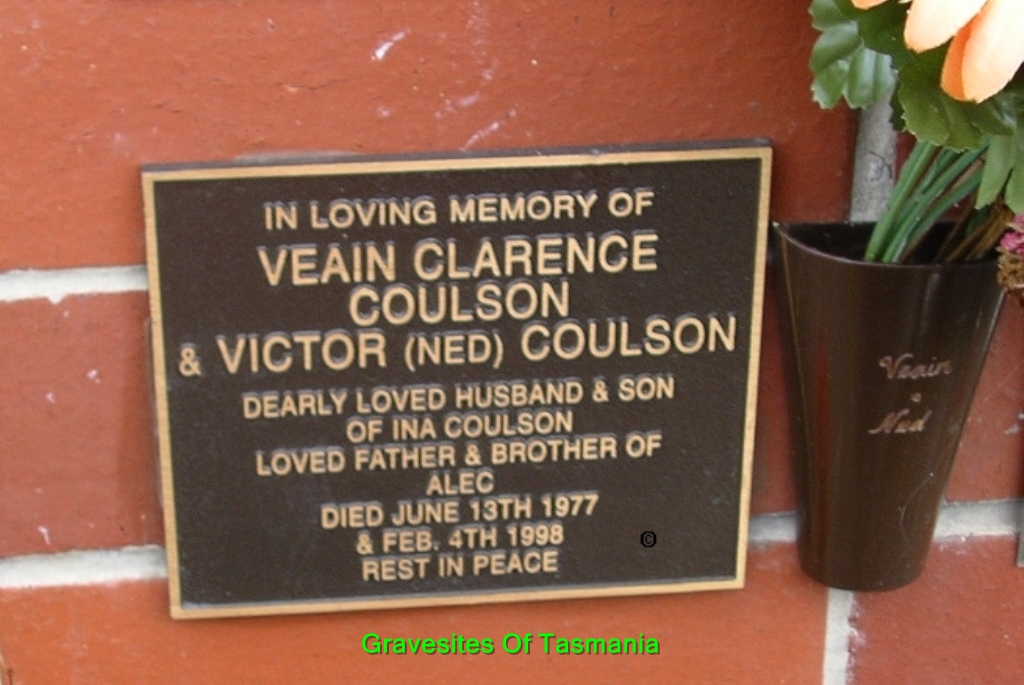 IN LOVING MEMORY OF
VEAIN CLARENCE
COULSON
& VICTOR (NED) COULSON
DEARLY LOVED HUSBAND & SON
OF INA COULSON
LOVED FATHER & BROTHER OF
ALEC
DIED JUNE 13TH 1977
& FEB. 4TH 1998
REST IN PEACE
©
Veain
&
Ned
Gravesites Of Tasmania